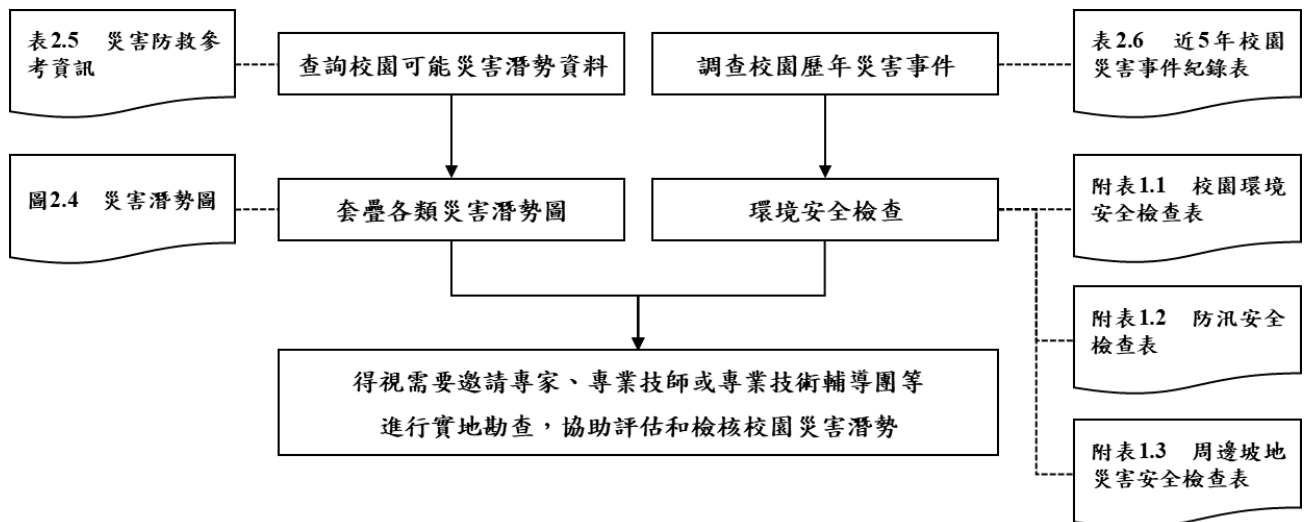 表2.5　災害防救參
考資訊
查詢校園可能災害潛勢資料
調查校園歷年災害事件
表2.6　近5年校園
災害事件紀錄表
圖2.4　災害潛勢圖
套疊各類災害潛勢圖
環境安全檢查
附表1.1　校園環境
安全檢查表
附表1.2　防汛安全
檢查表
得視需要邀請專家、專業技師或專業技術輔導團等
進行實地勘查，協助評估和檢核校園災害潛勢
附表1.3　周邊坡地
災害安全檢查表